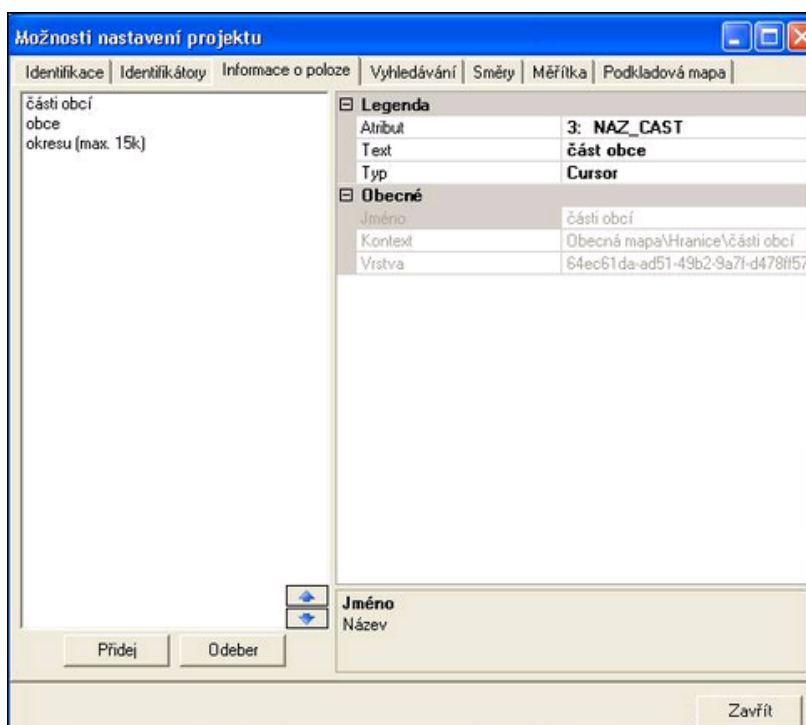 Možnosti nastavení projektu
Identifikace Identifikátory Informace o poloze Vyhledávání Směry Měřítka Podkladová mapa
části obcí
obce
okresu (max. 15k)
Legenda
Atribut 3: NAZ_CAST
Text část obce
Typ Cursor
Obecné
Jméno části obcí
Kontext Obecná mapa\Hranice\části obcí
Vrstva 64ec61da-ad51-49b2-9a7f-d478ff57
Jméno
Název
Přidej Odeber
Zavřít